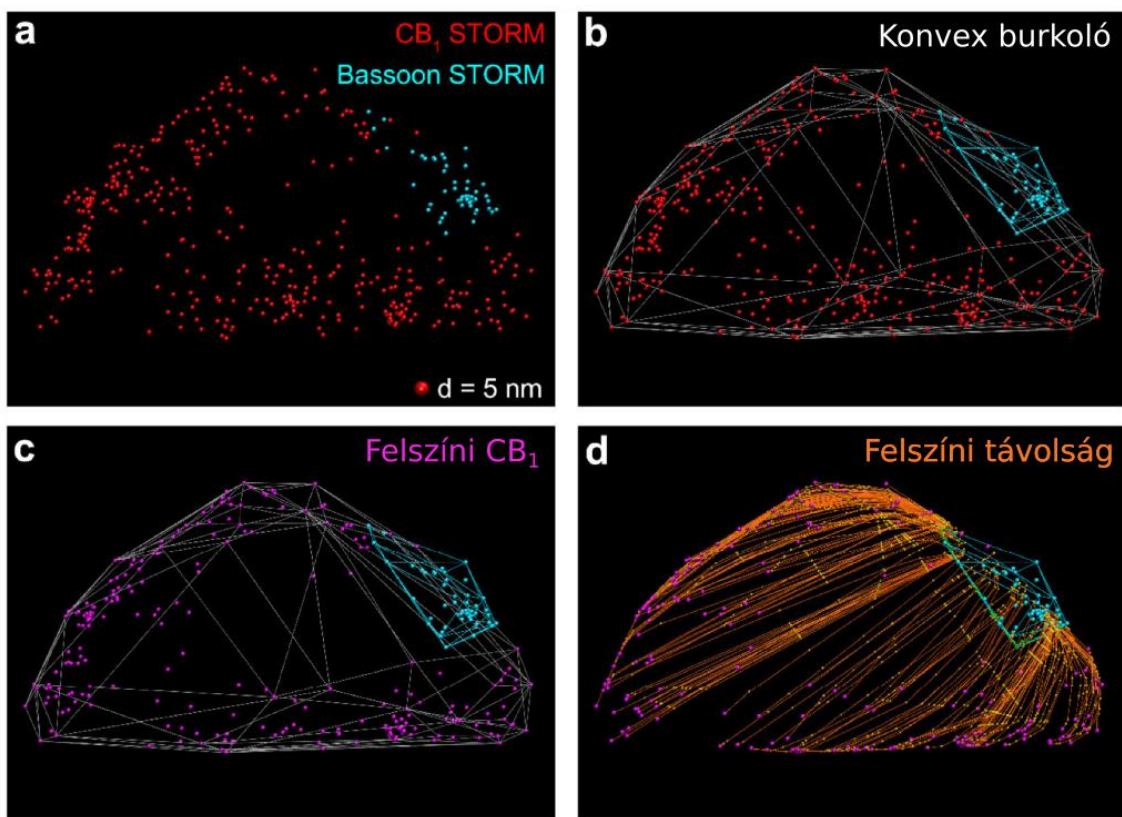 a
CB₁ STORM
Bassoon STORM
d = 5 nm
b
Konvex burkoló
c
Felszíni CB₁
d
Felszíni távolság